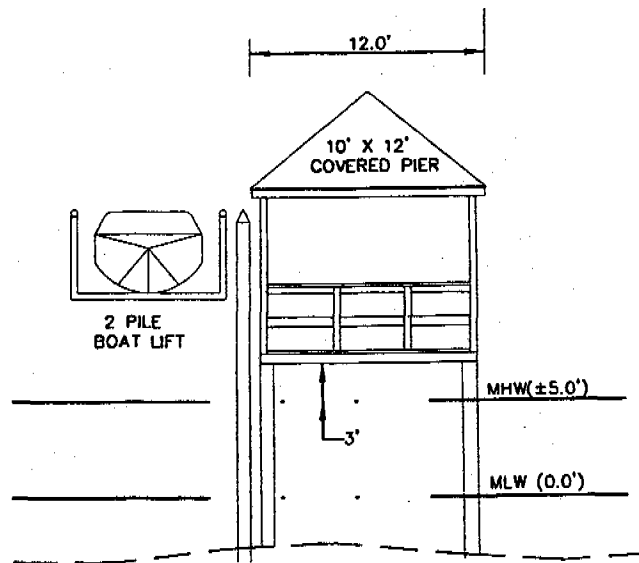 12.0'
10' X 12'
COVERED PIER
2 PILE
BOAT LIFT
MHW(±5.0')
3'
MLW (0.0')